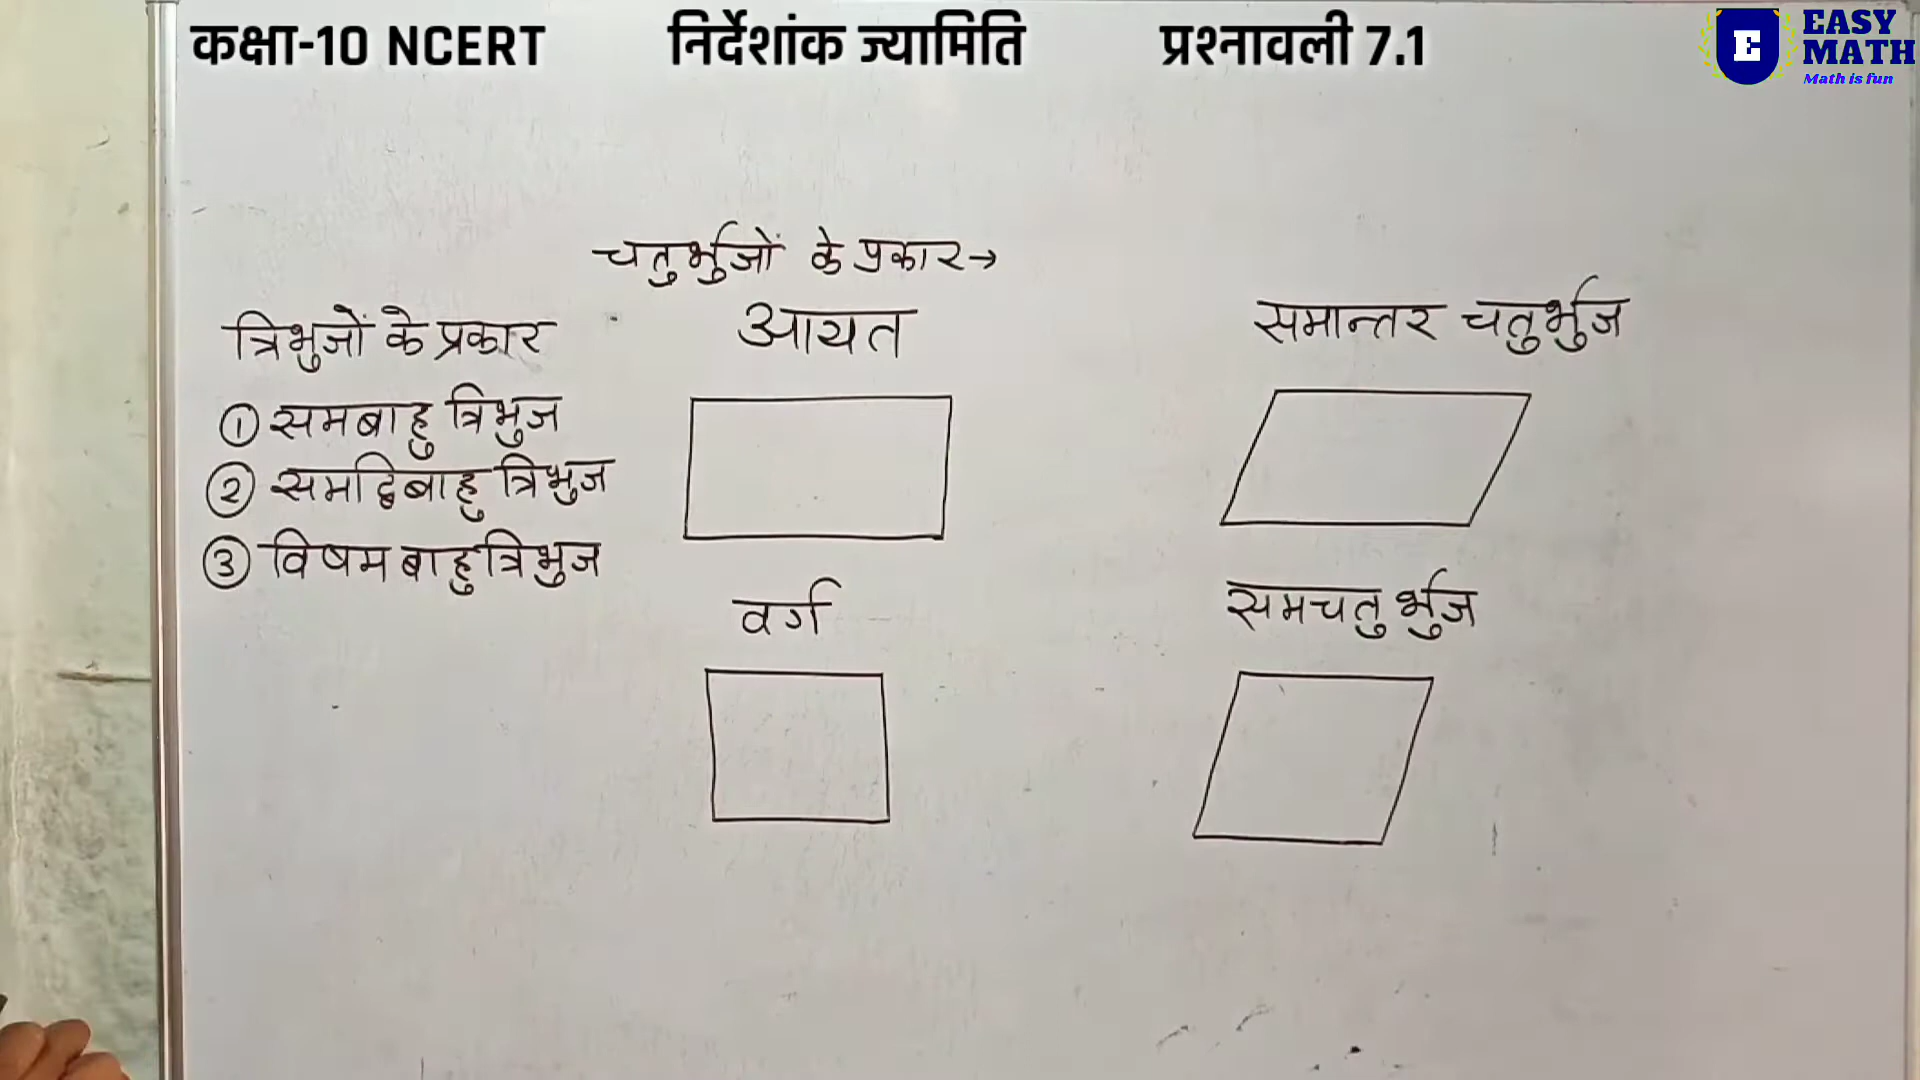 कक्षा-10 NCERT निर्देशांक ज्यामिति प्रश्नावली 7.1
E EASY
MATH
Math is fun
चतुर्भुजों के प्रकार→
त्रिभुजों के प्रकार
① समबाहु त्रिभुज
② समद्विबाहु त्रिभुज
③ विषम बाहु त्रिभुज
आयत
समान्तर चतुर्भुज
वर्ग
समचतुर्भुज